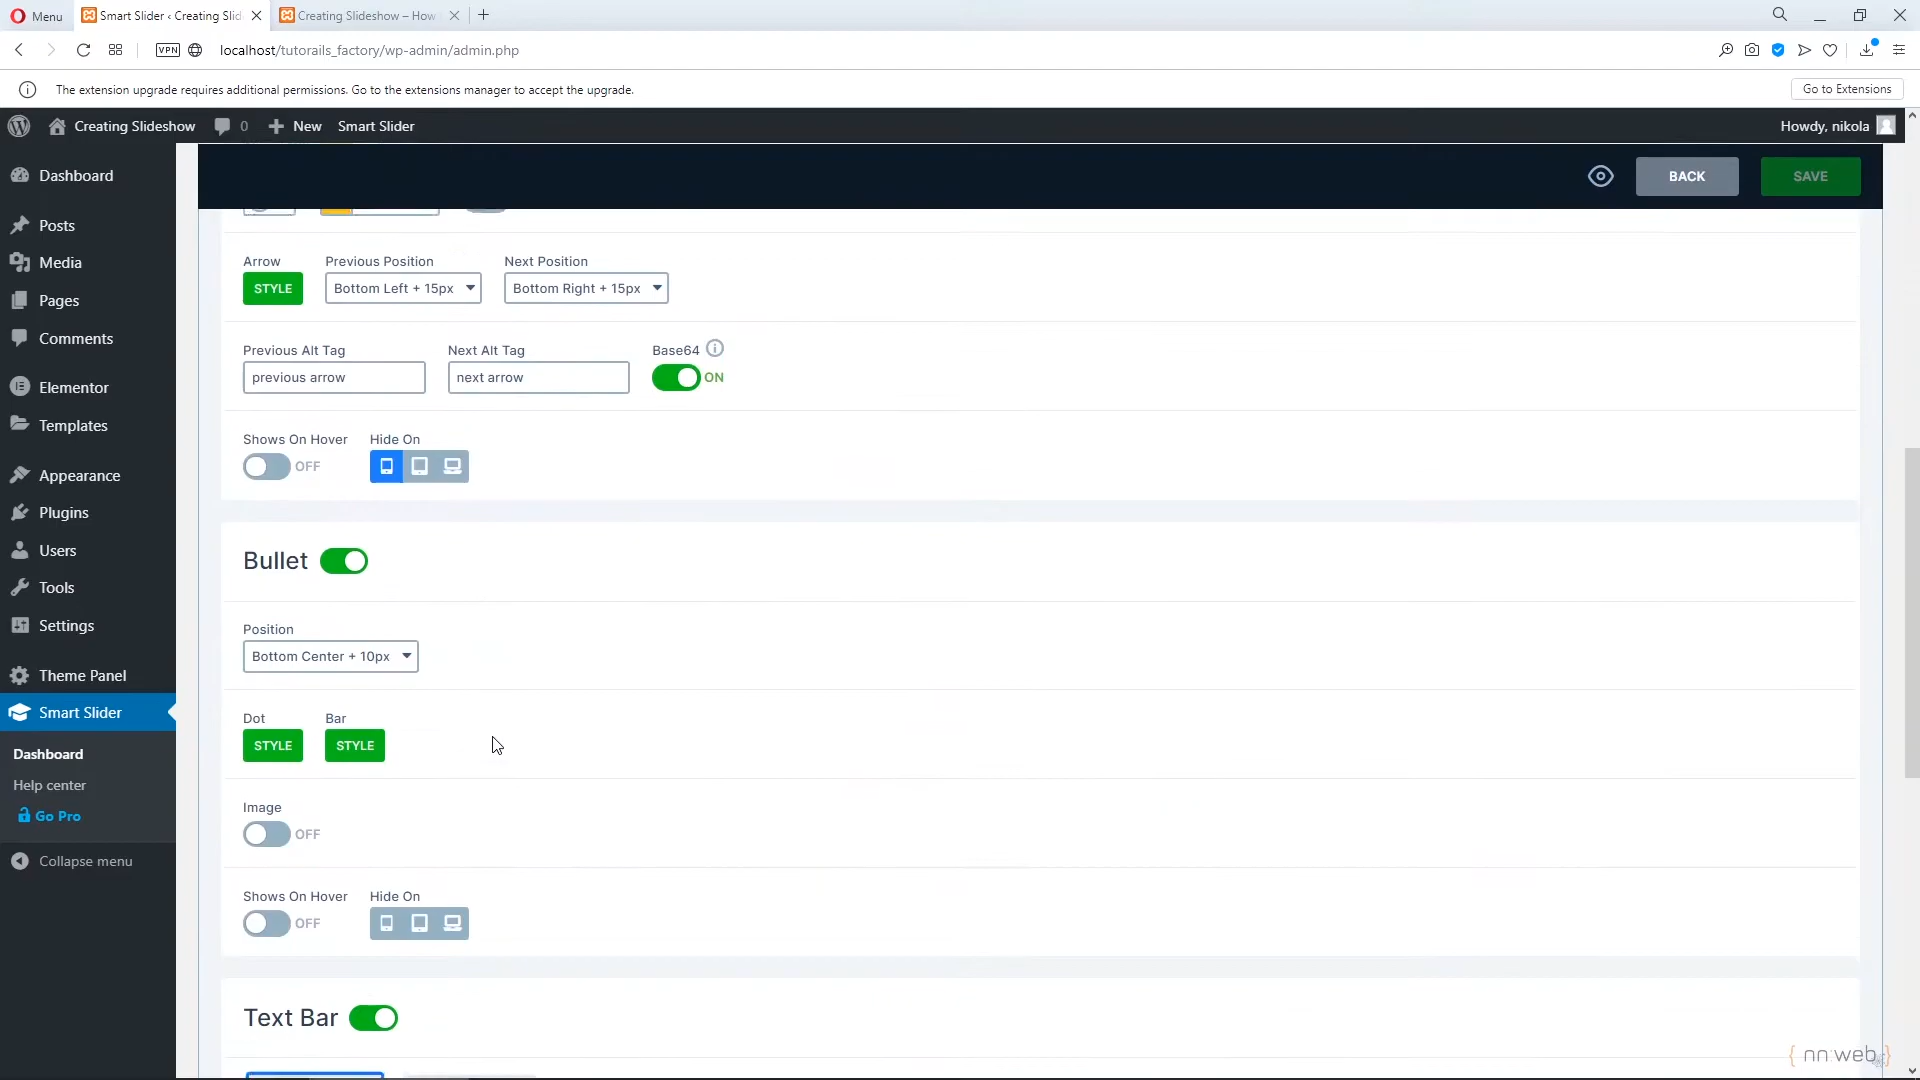 Menu
Smart Slider ‹ Creating Slid
Creating Slideshow – How
VPN
localhost/tutorails_factory/wp-admin/admin.php
The extension upgrade requires additional permissions. Go to the extensions manager to accept the upgrade.
Go to Extensions
Creating Slideshow
0
New
Smart Slider
Howdy, nikola
Dashboard
Posts
Media
Pages
Comments
Elementor
Templates
Appearance
Plugins
Users
Tools
Settings
Theme Panel
Smart Slider
Dashboard
Help center
Go Pro
Collapse menu
BACK
SAVE
Arrow
Previous Position
Next Position
STYLE
Bottom Left + 15px
Bottom Right + 15px
Previous Alt Tag
Next Alt Tag
Base64
previous arrow
next arrow
ON
Shows On Hover
Hide On
OFF
Bullet
Position
Bottom Center + 10px
Dot
Bar
STYLE
STYLE
Image
OFF
Shows On Hover
Hide On
OFF
Text Bar
{ nn:web }